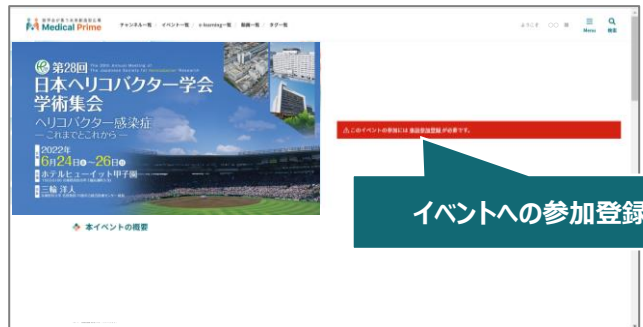 Medical Prime
チャンネル一覧 / イベント一覧 / e-learning一覧 / 動画一覧 / タグ一覧
ようこそ 〇〇 様
Menu
検索
第28回
The 28th Annual Meeting of
The Japanese Society for Helicobacter Research
日本ヘリコバクター学会
学術集会
ヘリコバクター感染症
― これまでとこれから ―
2022年
6月24日㊎~26日㊐
ホテルヒューイット甲子園
三輪 洋人
このイベントの参加には 事前参加登録 が必要です。
イベントへの参加登録
本イベントの概要